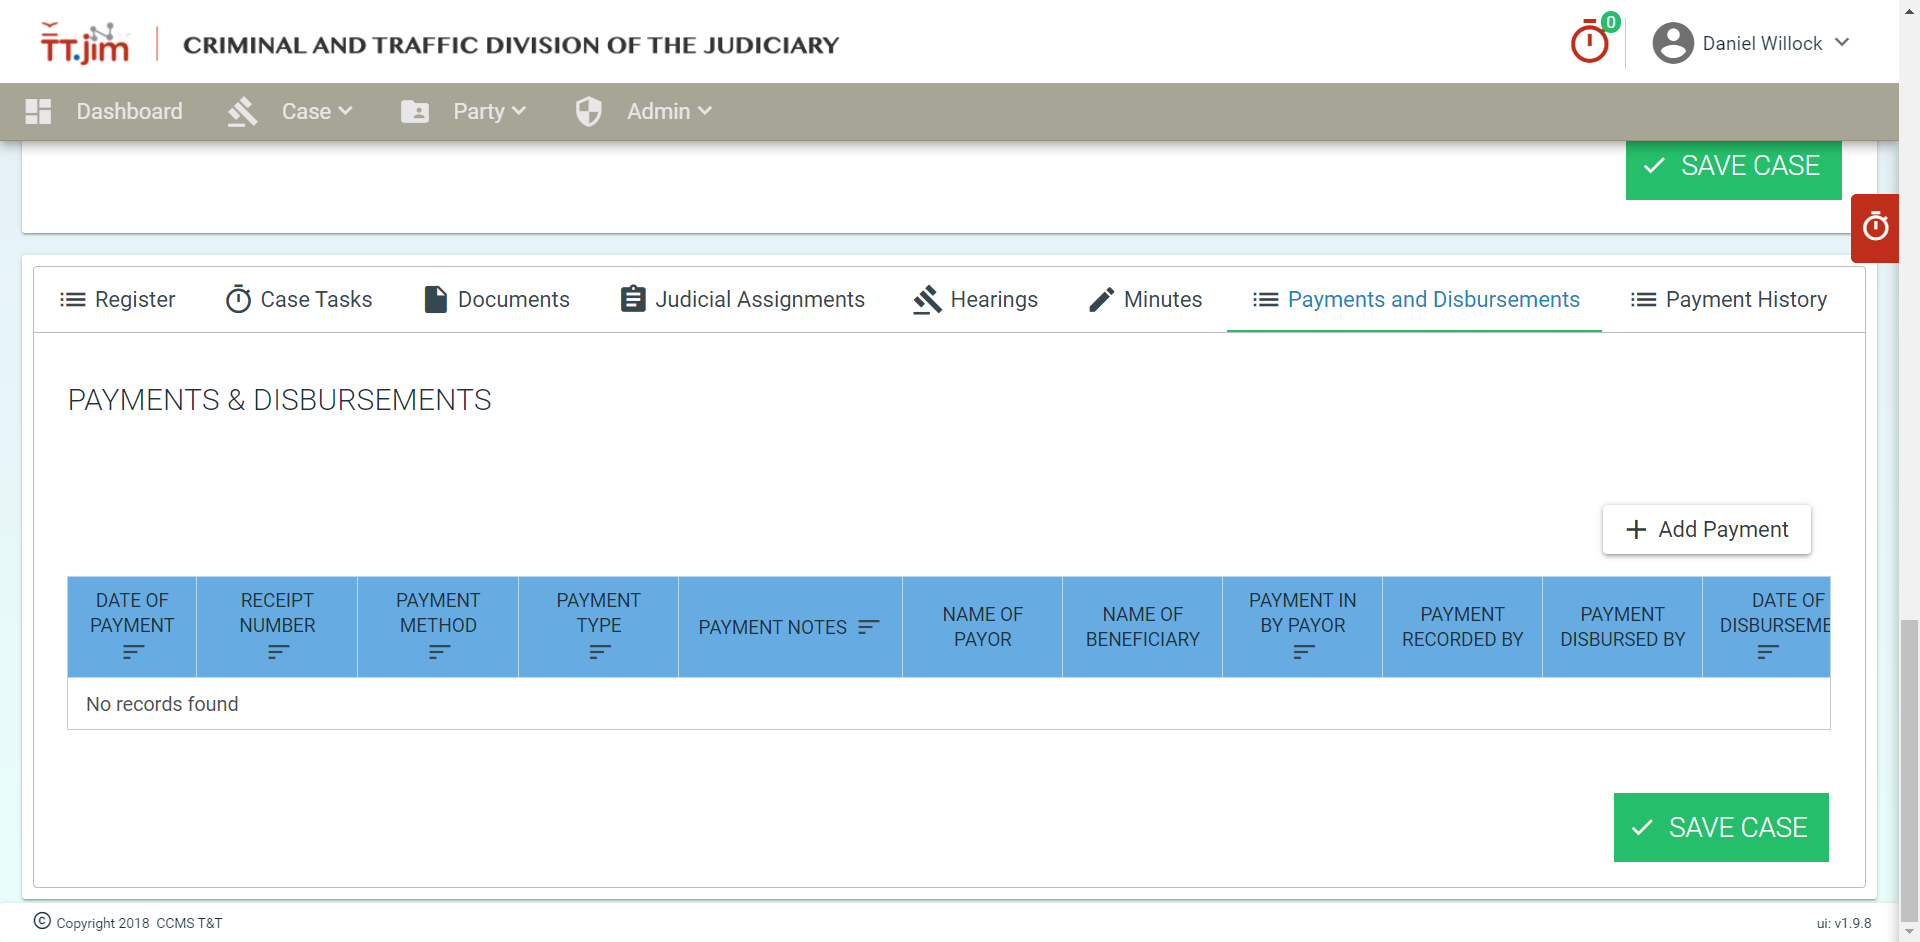 TT.jim
CRIMINAL AND TRAFFIC DIVISION OF THE JUDICIARY
0
Daniel Willock
Dashboard
Case
Party
Admin
SAVE CASE
Register
Case Tasks
Documents
Judicial Assignments
Hearings
Minutes
Payments and Disbursements
Payment History
PAYMENTS & DISBURSEMENTS
Add Payment
DATE OF
PAYMENT
RECEIPT
NUMBER
PAYMENT
METHOD
PAYMENT
TYPE
PAYMENT NOTES
NAME OF
PAYOR
NAME OF
BENEFICIARY
PAYMENT IN
BY PAYOR
PAYMENT
RECORDED BY
PAYMENT
DISBURSED BY
DATE OF
DISBURSEME
No records found
SAVE CASE
© Copyright 2018 CCMS T&T
ui: v1.9.8